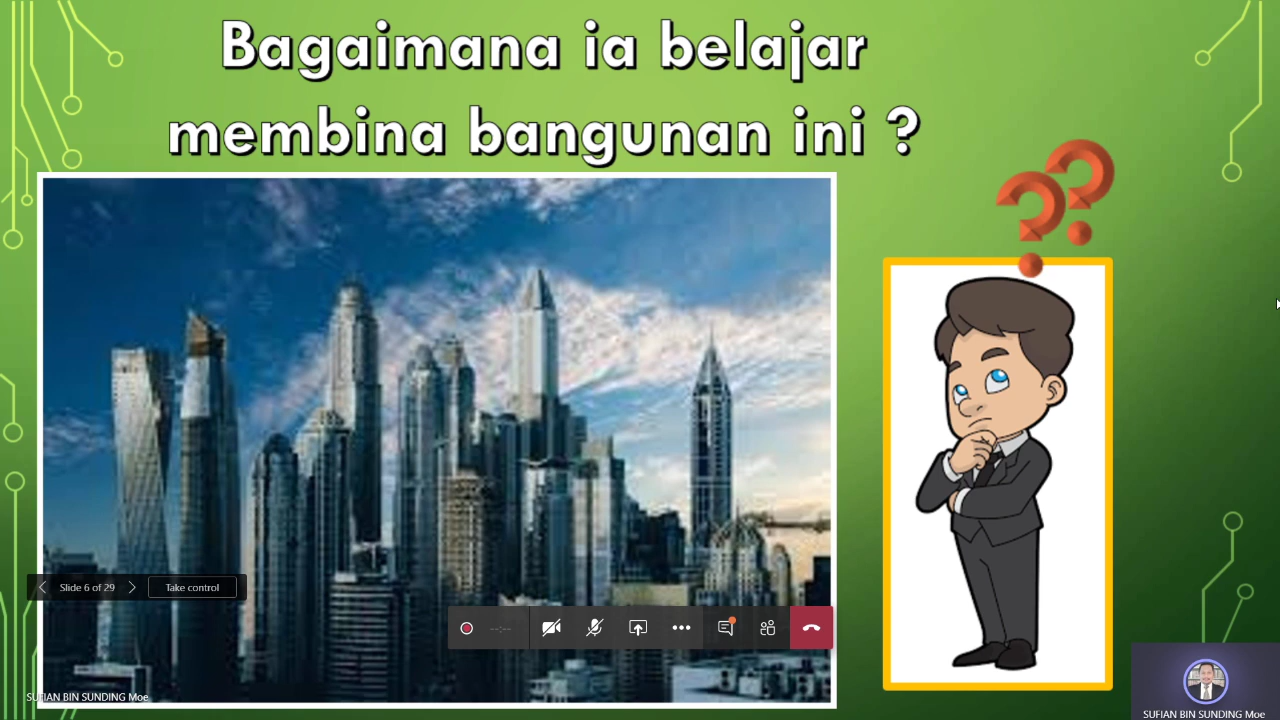 Bagaimana ia belajar
membina bangunan ini ?
??
Slide 6 of 29
Take control
--:--
SUFIAN BIN SUNDING Moe
SUFIAN BIN SUNDING Moe